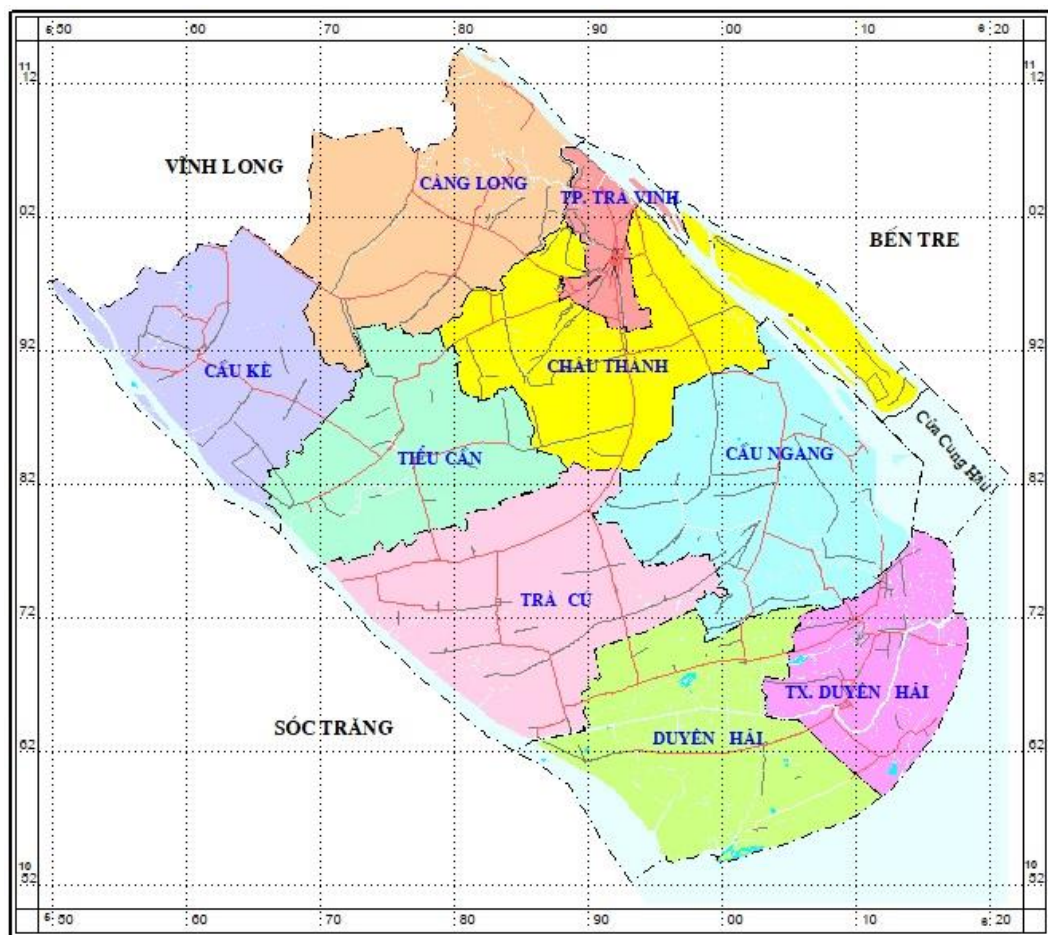 6: 50 60 70 80 90 00 10 6: 20
11 12 11 12
VĨNH LONG
CÀNG LONG
TP. TRÀ VINH
02 02
BẾN TRE
92 92
CẦU KÈ
CHÂU THÀNH
Cửa Cung Hầu
TIỂU CẦN
CẦU NGANG
82 82
TRÀ CÚ
72 72
TX. DUYÊN HẢI
SÓC TRĂNG
DUYÊN HẢI
62 62
10 52 10 52
6: 50 60 70 80 90 00 10 6: 20